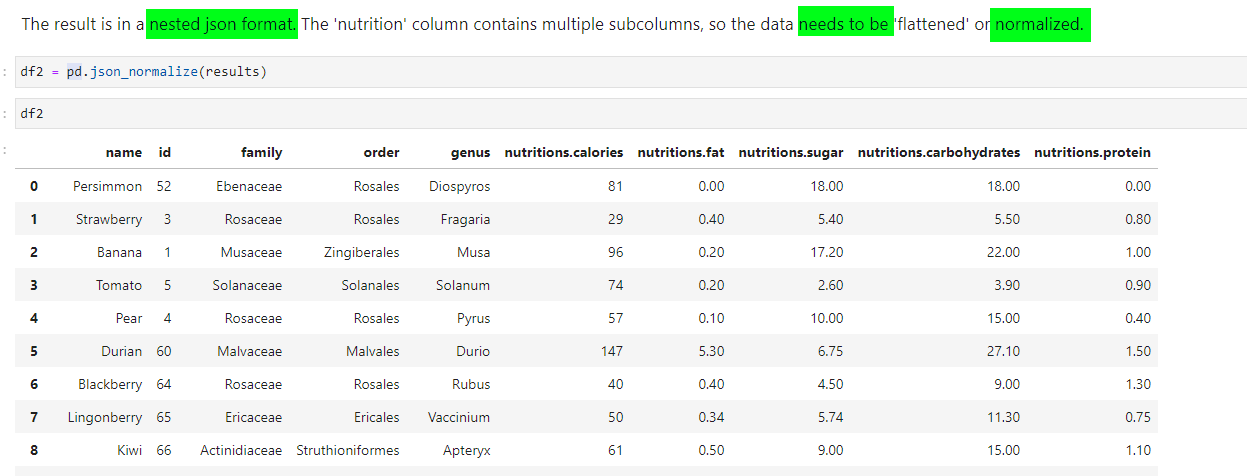 The result is in a nested json format. The 'nutrition' column contains multiple subcolumns, so the data needs to be 'flattened' or normalized.
: df2 = pd.json_normalize(results)
: df2
:
name id family order genus nutritions.calories nutritions.fat nutritions.sugar nutritions.carbohydrates nutritions.protein
0 Persimmon 52 Ebenaceae Rosales Diospyros 81 0.00 18.00 18.00 0.00
1 Strawberry 3 Rosaceae Rosales Fragaria 29 0.40 5.40 5.50 0.80
2 Banana 1 Musaceae Zingiberales Musa 96 0.20 17.20 22.00 1.00
3 Tomato 5 Solanaceae Solanales Solanum 74 0.20 2.60 3.90 0.90
4 Pear 4 Rosaceae Rosales Pyrus 57 0.10 10.00 15.00 0.40
5 Durian 60 Malvaceae Malvales Durio 147 5.30 6.75 27.10 1.50
6 Blackberry 64 Rosaceae Rosales Rubus 40 0.40 4.50 9.00 1.30
7 Lingonberry 65 Ericaceae Ericales Vaccinium 50 0.34 5.74 11.30 0.75
8 Kiwi 66 Actinidiaceae Struthioniformes Apteryx 61 0.50 9.00 15.00 1.10